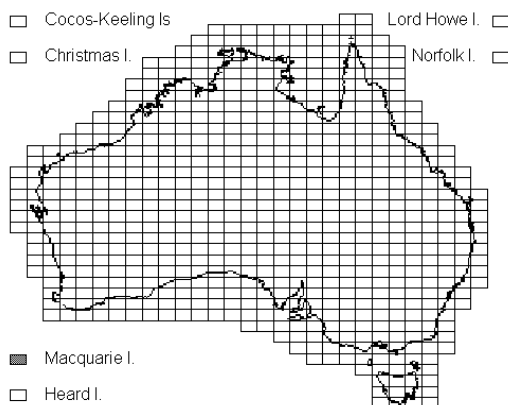 Cocos-Keeling Is
Lord Howe I.
Christmas I.
Norfolk I.
Macquarie I.
Heard I.